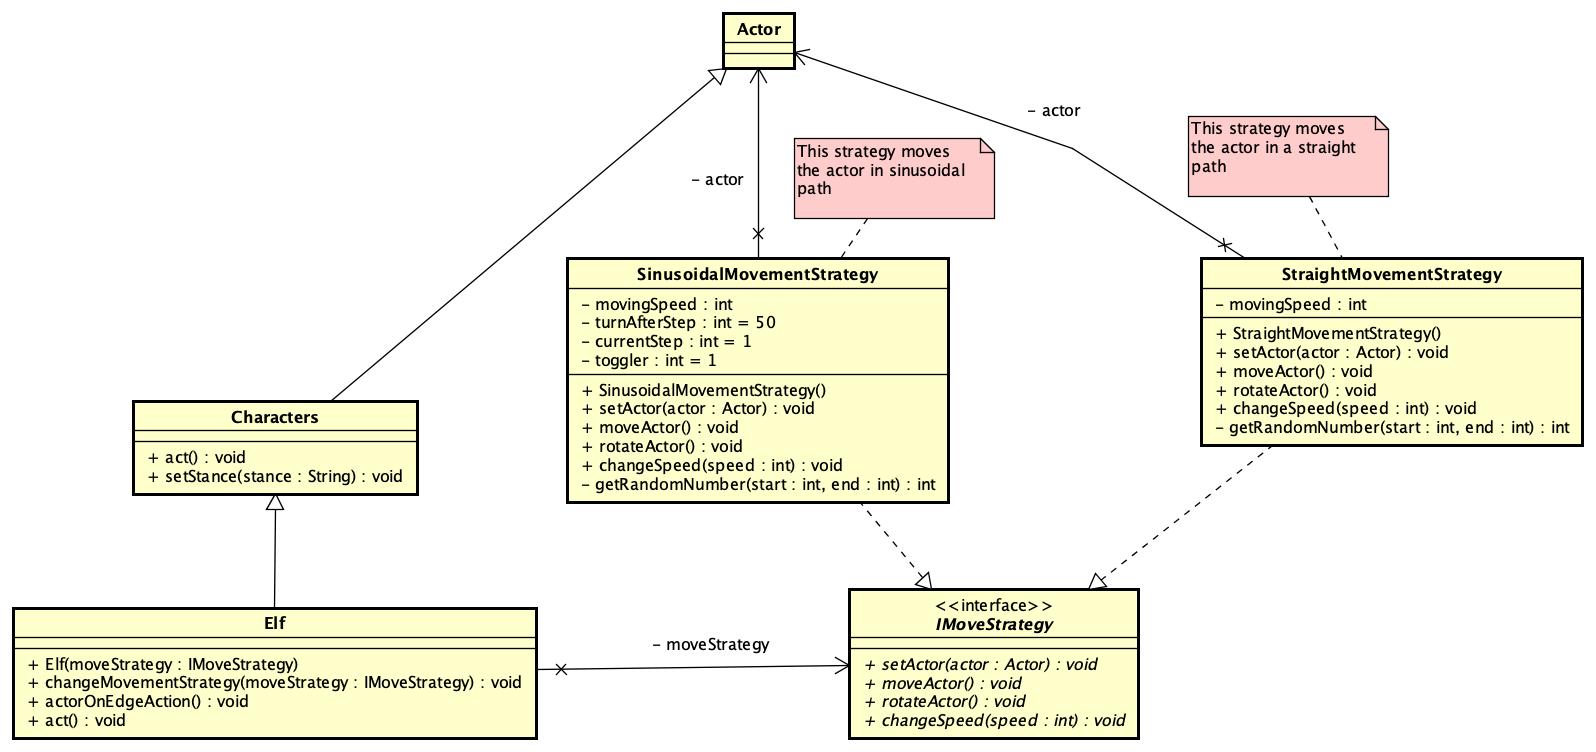 Actor
– actor
This strategy moves
the actor in a straight
path
This strategy moves
the actor in sinusoidal
path
– actor
SinusoidalMovementStrategy
– movingSpeed : int
– turnAfterStep : int = 50
– currentStep : int = 1
– toggler : int = 1
+ SinusoidalMovementStrategy()
+ setActor(actor : Actor) : void
+ moveActor() : void
+ rotateActor() : void
+ changeSpeed(speed : int) : void
– getRandomNumber(start : int, end : int) : int
StraightMovementStrategy
– movingSpeed : int
+ StraightMovementStrategy()
+ setActor(actor : Actor) : void
+ moveActor() : void
+ rotateActor() : void
+ changeSpeed(speed : int) : void
– getRandomNumber(start : int, end : int) : int
Characters
+ act() : void
+ setStance(stance : String) : void
Elf
+ Elf(moveStrategy : IMoveStrategy)
+ changeMovementStrategy(moveStrategy : IMoveStrategy) : void
+ actorOnEdgeAction() : void
+ act() : void
– moveStrategy
<<interface>>
IMoveStrategy
+ setActor(actor : Actor) : void
+ moveActor() : void
+ rotateActor() : void
+ changeSpeed(speed : int) : void